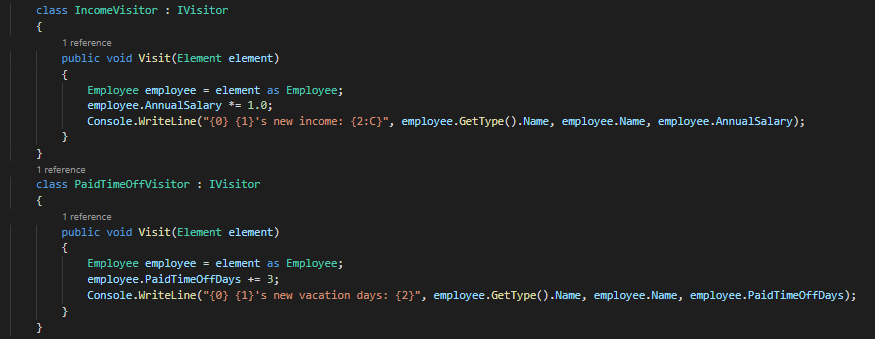 class IncomeVisitor : IVisitor
{
1 reference
public void Visit(Element element)
{
Employee employee = element as Employee;
employee.AnnualSalary *= 1.0;
Console.WriteLine("{0} {1}'s new income: {2:C}", employee.GetType().Name, employee.Name, employee.AnnualSalary);
}
}
1 reference
class PaidTimeOffVisitor : IVisitor
{
1 reference
public void Visit(Element element)
{
Employee employee = element as Employee;
employee.PaidTimeOffDays += 3;
Console.WriteLine("{0} {1}'s new vacation days: {2}", employee.GetType().Name, employee.Name, employee.PaidTimeOffDays);
}
}